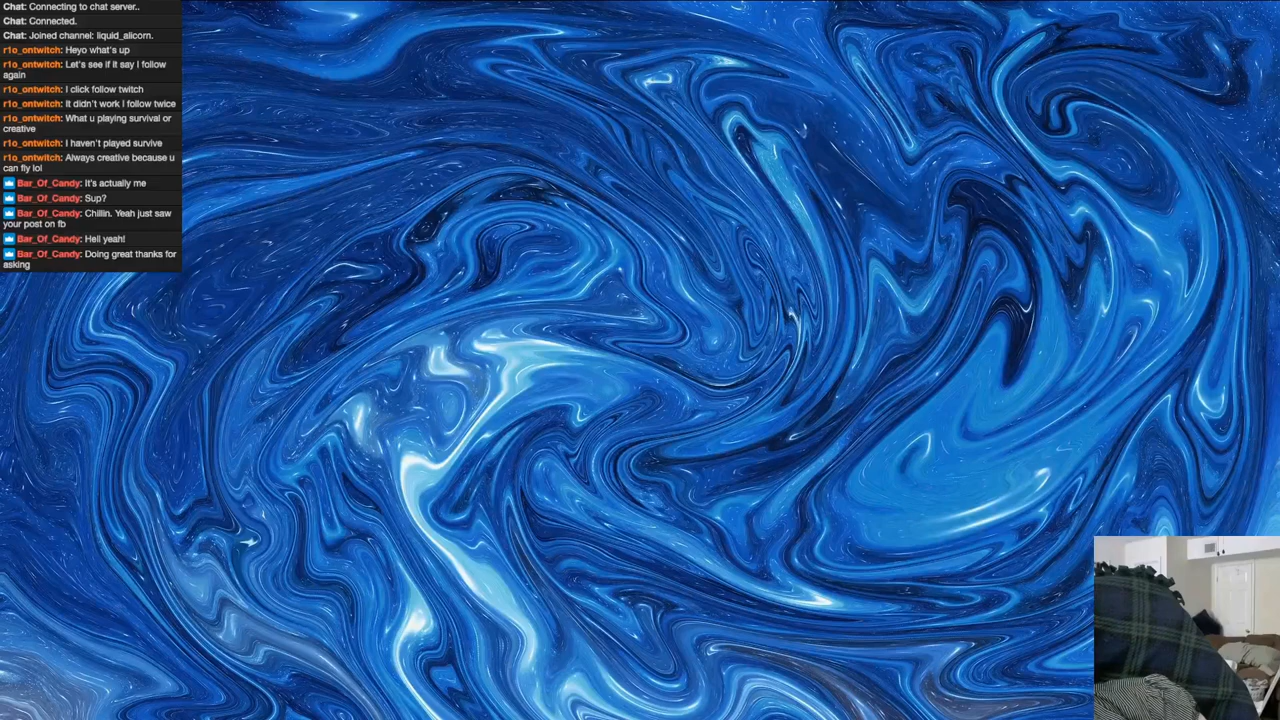 Chat: Connecting to chat server..
Chat: Connected.
Chat: Joined channel: liquid_alicorn.
r1o_ontwitch: Heyo what's up
r1o_ontwitch: Let's see if it say I follow
again
r1o_ontwitch: I click follow twitch
r1o_ontwitch: It didn't work I follow twice
r1o_ontwitch: What u playing survival or
creative
r1o_ontwitch: I haven't played survive
r1o_ontwitch: Always creative because u
can fly lol
Bar_Of_Candy: It's actually me
Bar_Of_Candy: Sup?
Bar_Of_Candy: Chillin. Yeah just saw
your post on fb
Bar_Of_Candy: Hell yeah!
Bar_Of_Candy: Doing great thanks for
asking